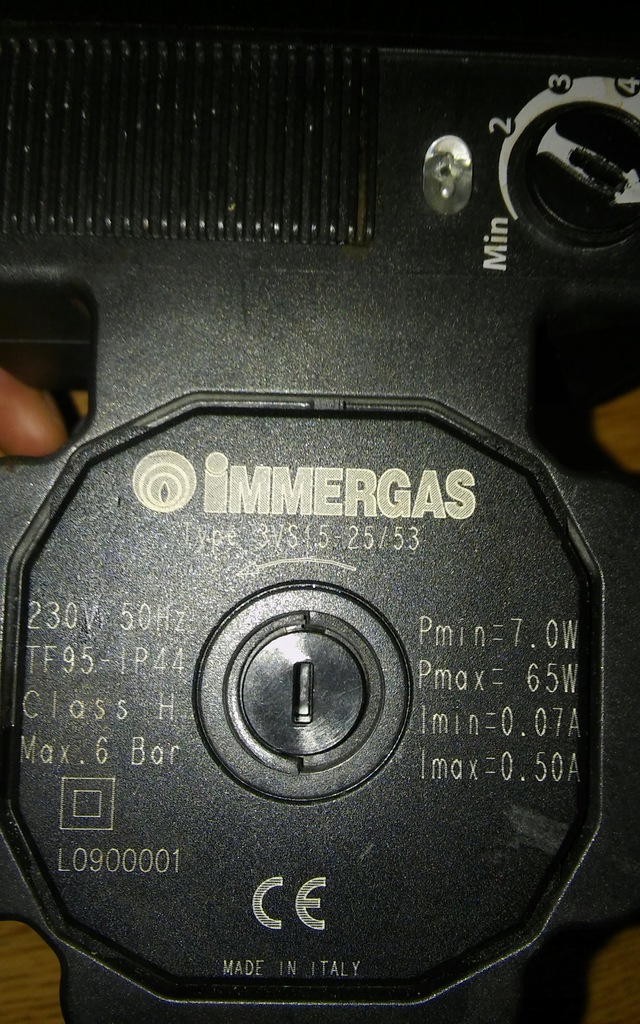 2
3
4
Min
iMMERGAS
Type 3VS15-25/53
230V 50Hz
TF95-IP44
Class H
Max.6 Bar
Pmin=7.0W
Pmax= 65W
Imin=0.07A
Imax=0.50A
L0900001
CE
MADE IN ITALY